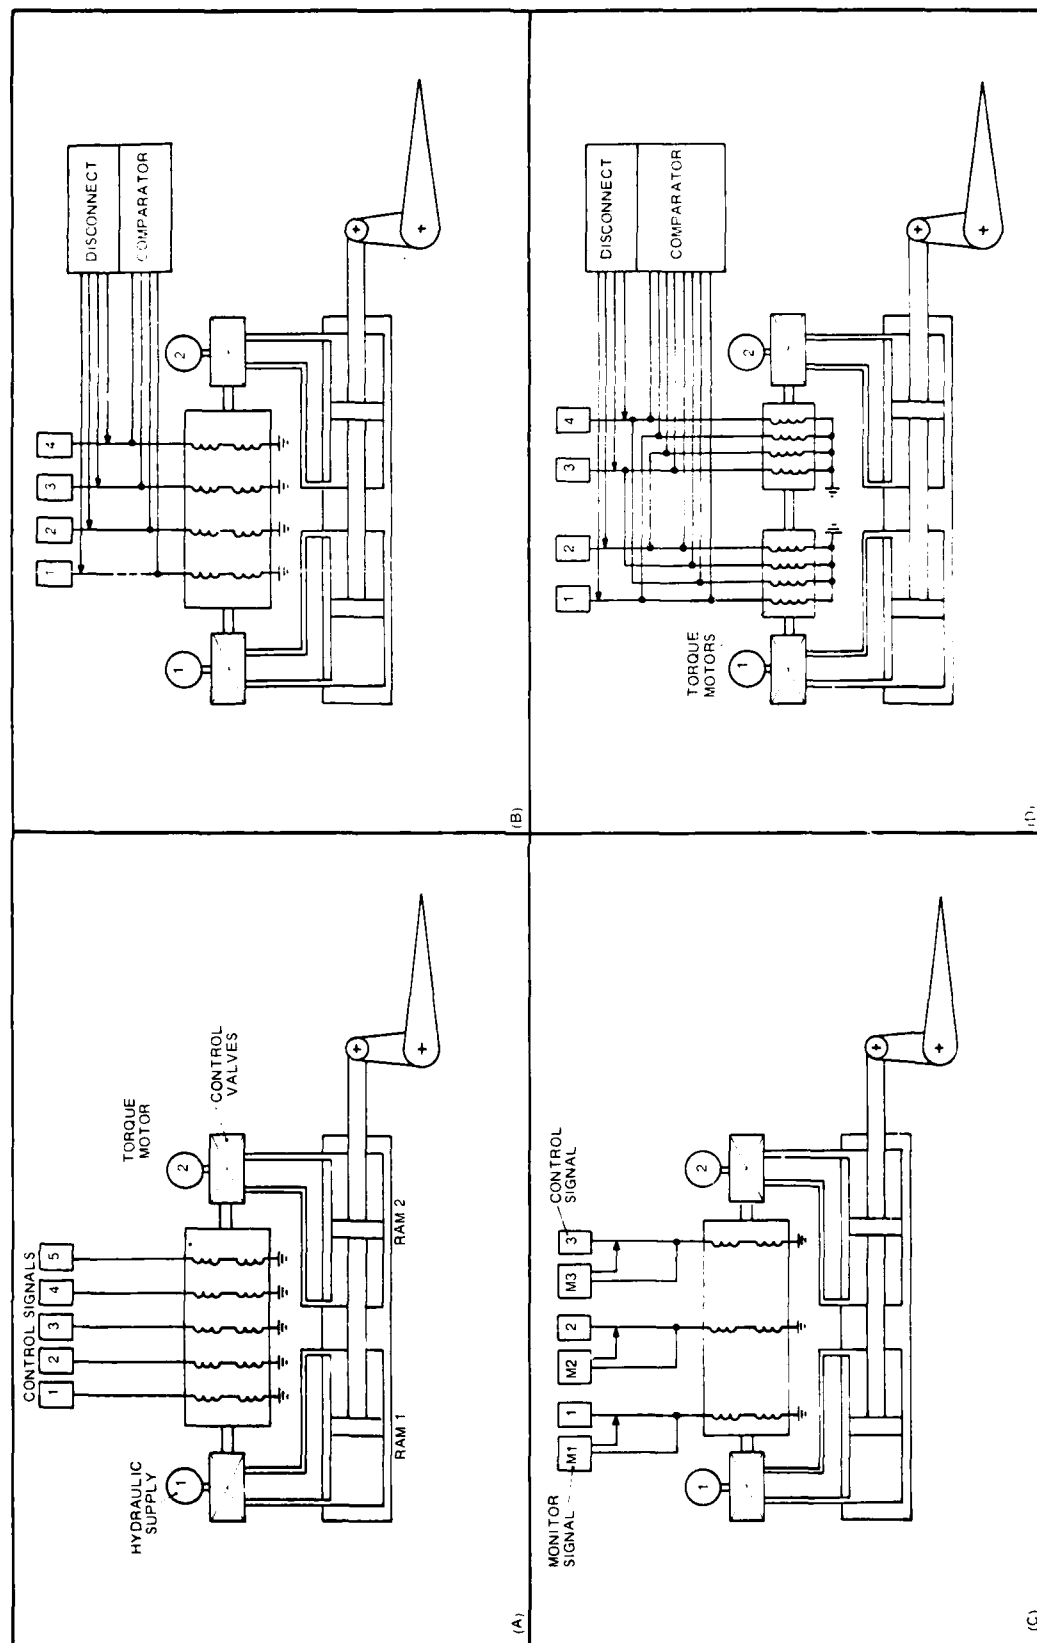 (A)
CONTROL SIGNALS
1
2
3
4
5
HYDRAULIC
SUPPLY
1
TORQUE
MOTOR
2
CONTROL
VALVES
RAM 1
RAM 2
(B)
1
2
3
4
DISCONNECT
COMPARATOR
1
2
(C)
MONITOR
SIGNAL
M1
1
M2
2
M3
3
CONTROL
SIGNAL
1
2
(D)
1
2
3
4
DISCONNECT
COMPARATOR
TORQUE
MOTORS
1
2